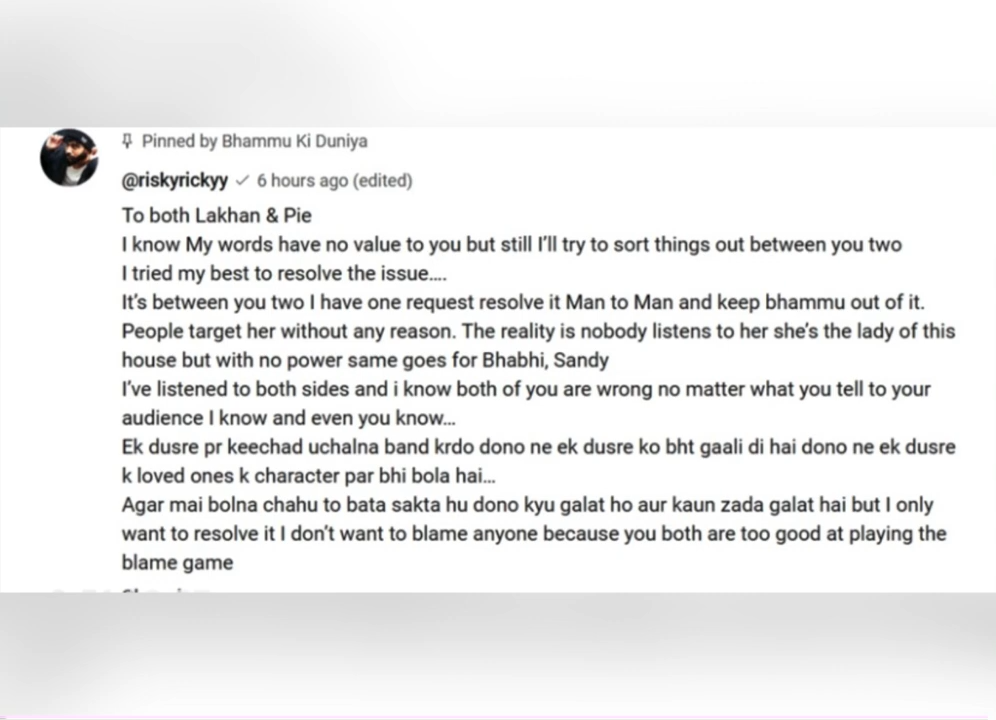 Pinned by Bhammu Ki Duniya
@riskyrickyy ✓ 6 hours ago (edited)
To both Lakhan & Pie
I know My words have no value to you but still I'll try to sort things out between you two
I tried my best to resolve the issue....
It's between you two I have one request resolve it Man to Man and keep bhammu out of it.
People target her without any reason. The reality is nobody listens to her she's the lady of this
house but with no power same goes for Bhabhi, Sandy
I've listened to both sides and i know both of you are wrong no matter what you tell to your
audience I know and even you know...
Ek dusre pr keechad uchalna band krdo dono ne ek dusre ko bht gaali di hai dono ne ek dusre
k loved ones k character par bhi bola hai...
Agar mai bolna chahu to bata sakta hu dono kyu galat ho aur kaun zada galat hai but I only
want to resolve it I don't want to blame anyone because you both are too good at playing the
blame game